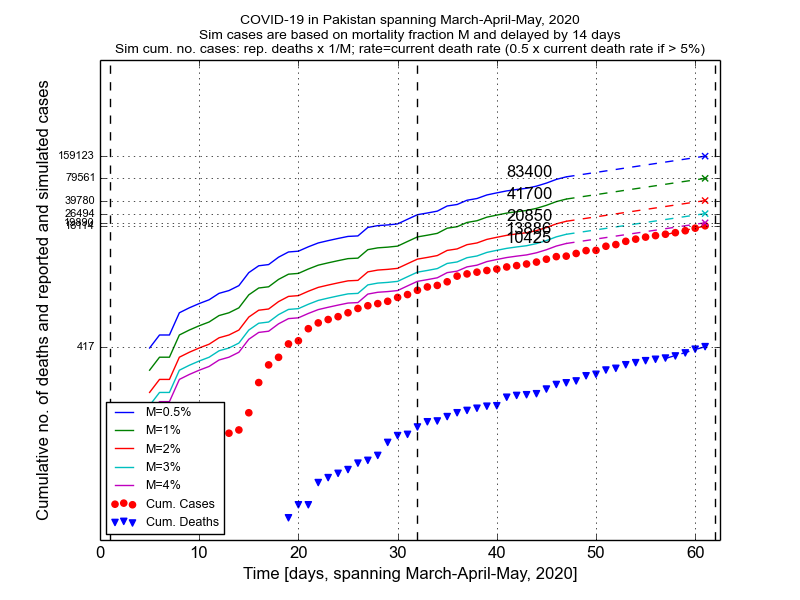 COVID-19 in Pakistan spanning March-April-May, 2020
Sim cases are based on mortality fraction M and delayed by 14 days
Sim cum. no. cases: rep. deaths x 1/M; rate=current death rate (0.5 x current death rate if > 5%)
Cumulative no. of deaths and reported and simulated cases
159123
79561
39780
26494
417
83400
41700
20850
13886
10425
M=0.5%
M=1%
M=2%
M=3%
M=4%
Cum. Cases
Cum. Deaths
0 10 20 30 40 50 60
Time [days, spanning March-April-May, 2020]